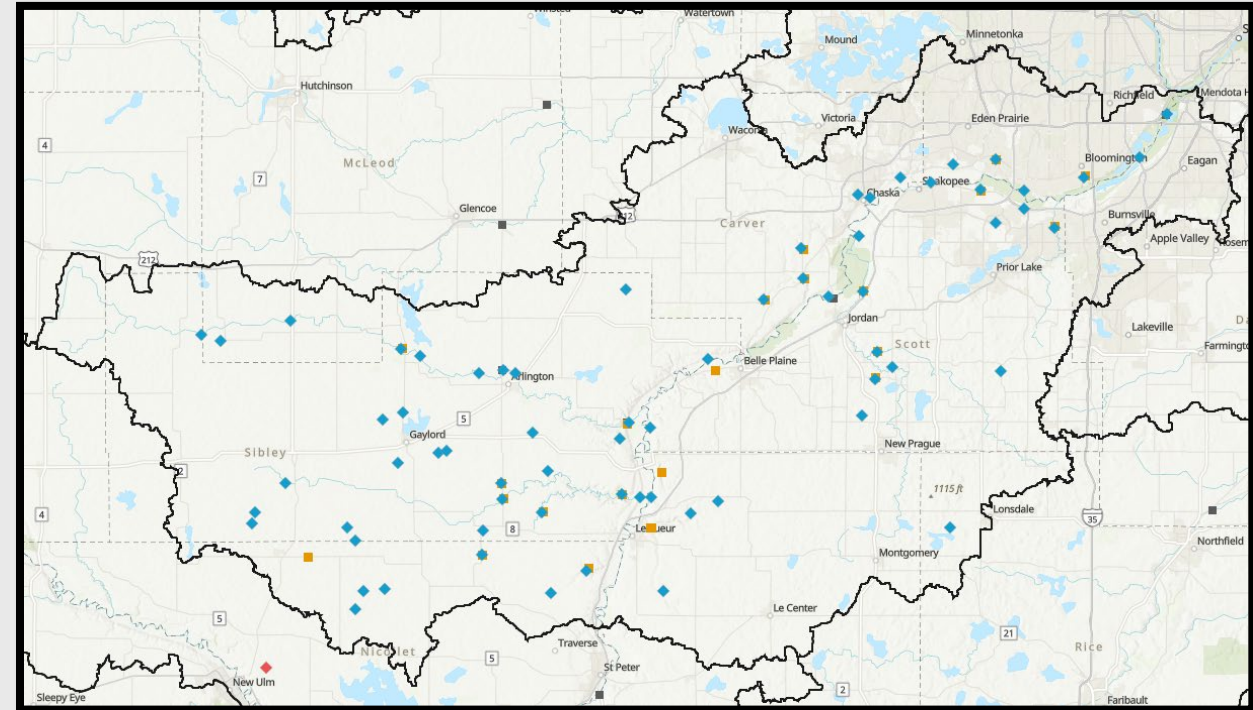 Watertown
Minnetonka
Mound
Hutchinson
Richfield
Mendota H
4
Victoria
Eden Prairie
Waconia
McLeod
Bloomington
Eagan
7
Shakopee
Chaska
Glencoe
212
Carver
Burnsville
Apple Valley
212
Prior Lake
Jordan
Lakeville
Scott
Farmingto
Belle Plaine
Arlington
5
Gaylord
New Prague
Sibley
1115 ft
4
Lonsdale
35
8
Le Sueur
Northfield
Montgomery
Le Center
5
21
Traverse
Rice
Nicollet
5
St Peter
New Ulm
2
Sleepy Eye
Faribault